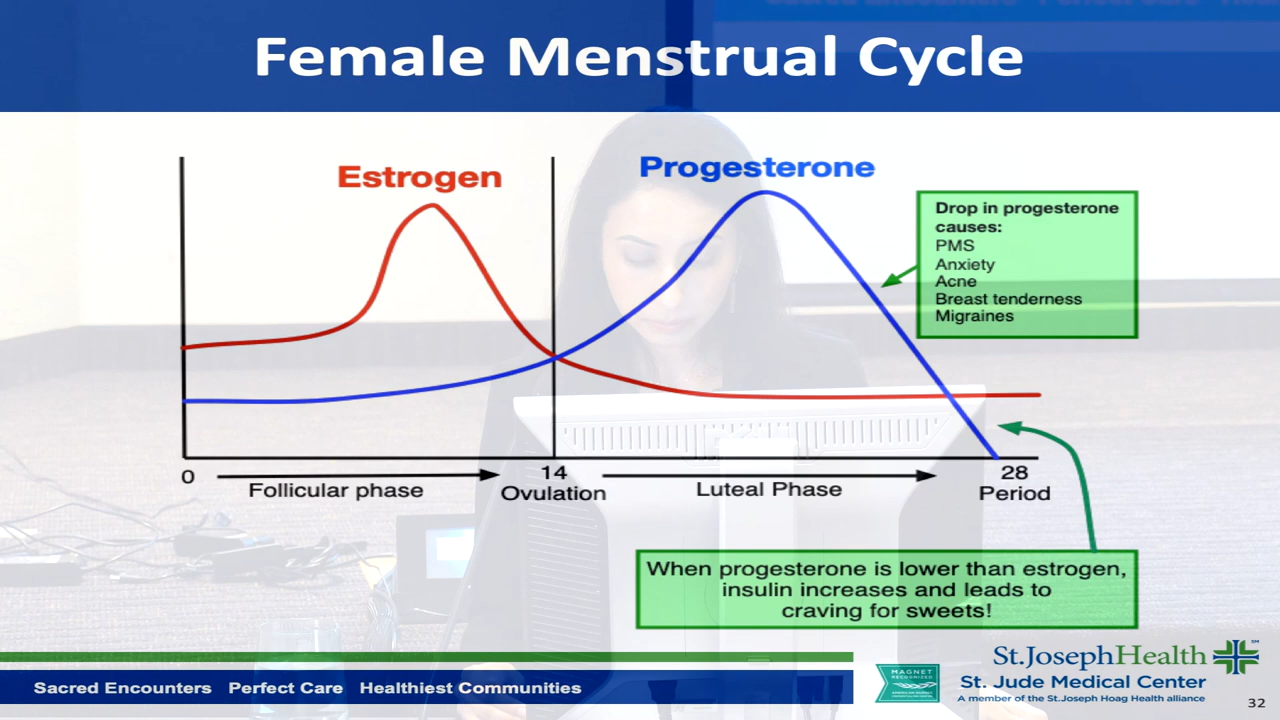 Female Menstrual Cycle
Estrogen
Progesterone
Drop in progesterone
causes:
PMS
Anxiety
Acne
Breast tenderness
Migraines
0
14
28
Follicular phase
Ovulation
Luteal Phase
Period
When progesterone is lower than estrogen,
insulin increases and leads to
craving for sweets!
Sacred Encounters Perfect Care Healthiest Communities
MAGNET
RECOGNIZED
St.JosephHealth
SM
St. Jude Medical Center
A member of the St.Joseph Hoag Health alliance
32